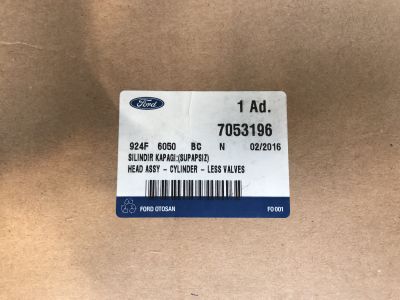 Ford
1 Ad.
7053196
924F 6050 BC N 02/2016
SILINDIR KAPAGI:(SUPAPSIZ)
HEAD ASSY - CYLINDER - LESS VALVES
FORD OTOSAN
FO 001